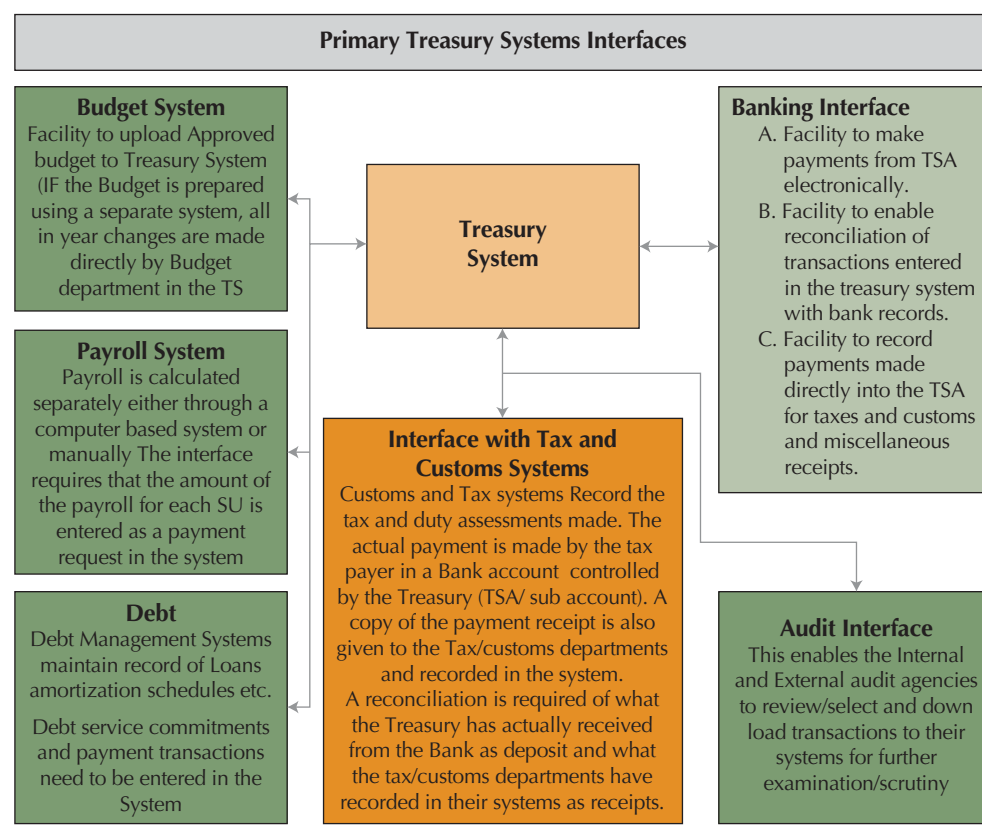 Primary Treasury Systems Interfaces
Budget System
Facility to upload Approved
budget to Treasury System
(IF the Budget is prepared
using a separate system, all
in year changes are made
directly by Budget
department in the TS
Payroll System
Payroll is calculated
separately either through a
computer based system or
manually The interface
requires that the amount of
the payroll for each SU is
entered as a payment
request in the system
Debt
Debt Management Systems
maintain record of Loans
amortization schedules etc.
Debt service commitments
and payment transactions
need to be entered in the
System
Treasury
System
Interface with Tax and
Customs Systems
Customs and Tax systems Record the
tax and duty assessments made. The
actual payment is made by the tax
payer in a Bank account controlled
by the Treasury (TSA/ sub account). A
copy of the payment receipt is also
given to the Tax/customs departments
and recorded in the system.
A reconciliation is required of what
the Treasury has actually received
from the Bank as deposit and what
the tax/customs departments have
recorded in their systems as receipts.
Banking Interface
A. Facility to make
payments from TSA
electronically.
B. Facility to enable
reconciliation of
transactions entered
in the treasury system
with bank records.
C. Facility to record
payments made
directly into the TSA
for taxes and customs
and miscellaneous
receipts.
Audit Interface
This enables the Internal
and External audit agencies
to review/select and down
load transactions to their
systems for further
examination/scrutiny